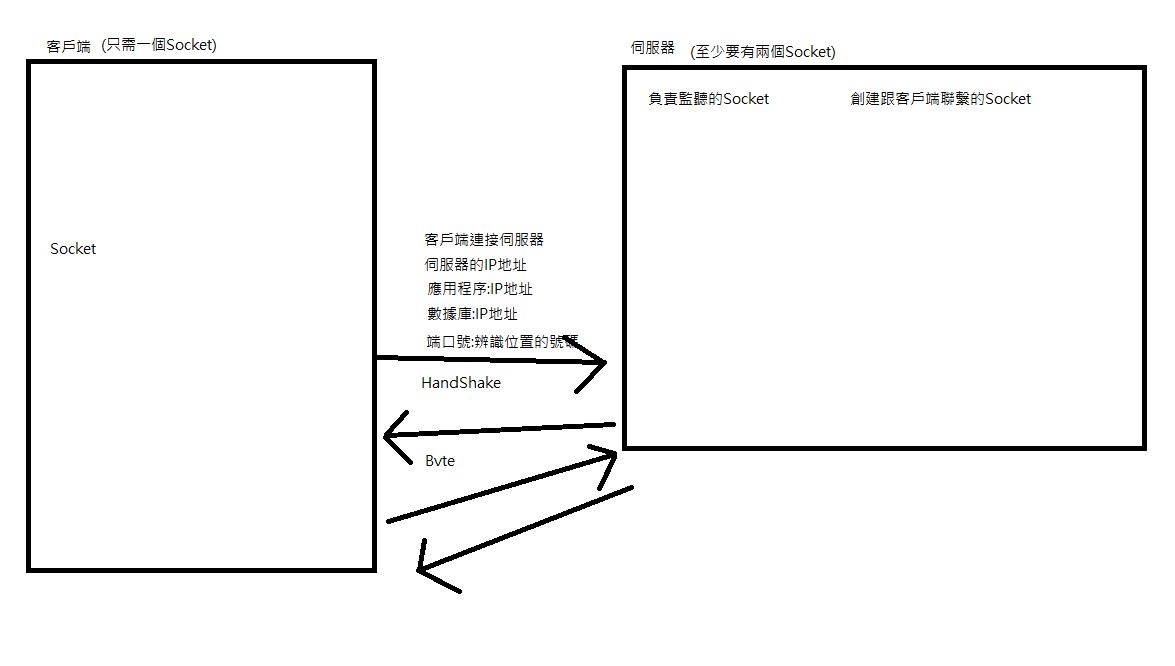 客戶端 (只需一個Socket)
伺服器 (至少要有兩個Socket)
負責監聽的Socket 創建跟客戶端聯繫的Socket
Socket
客戶端連接伺服器
伺服器的IP地址
應用程序:IP地址
數據庫:IP地址
端口號:辨識位置的號碼
HandShake
Byte